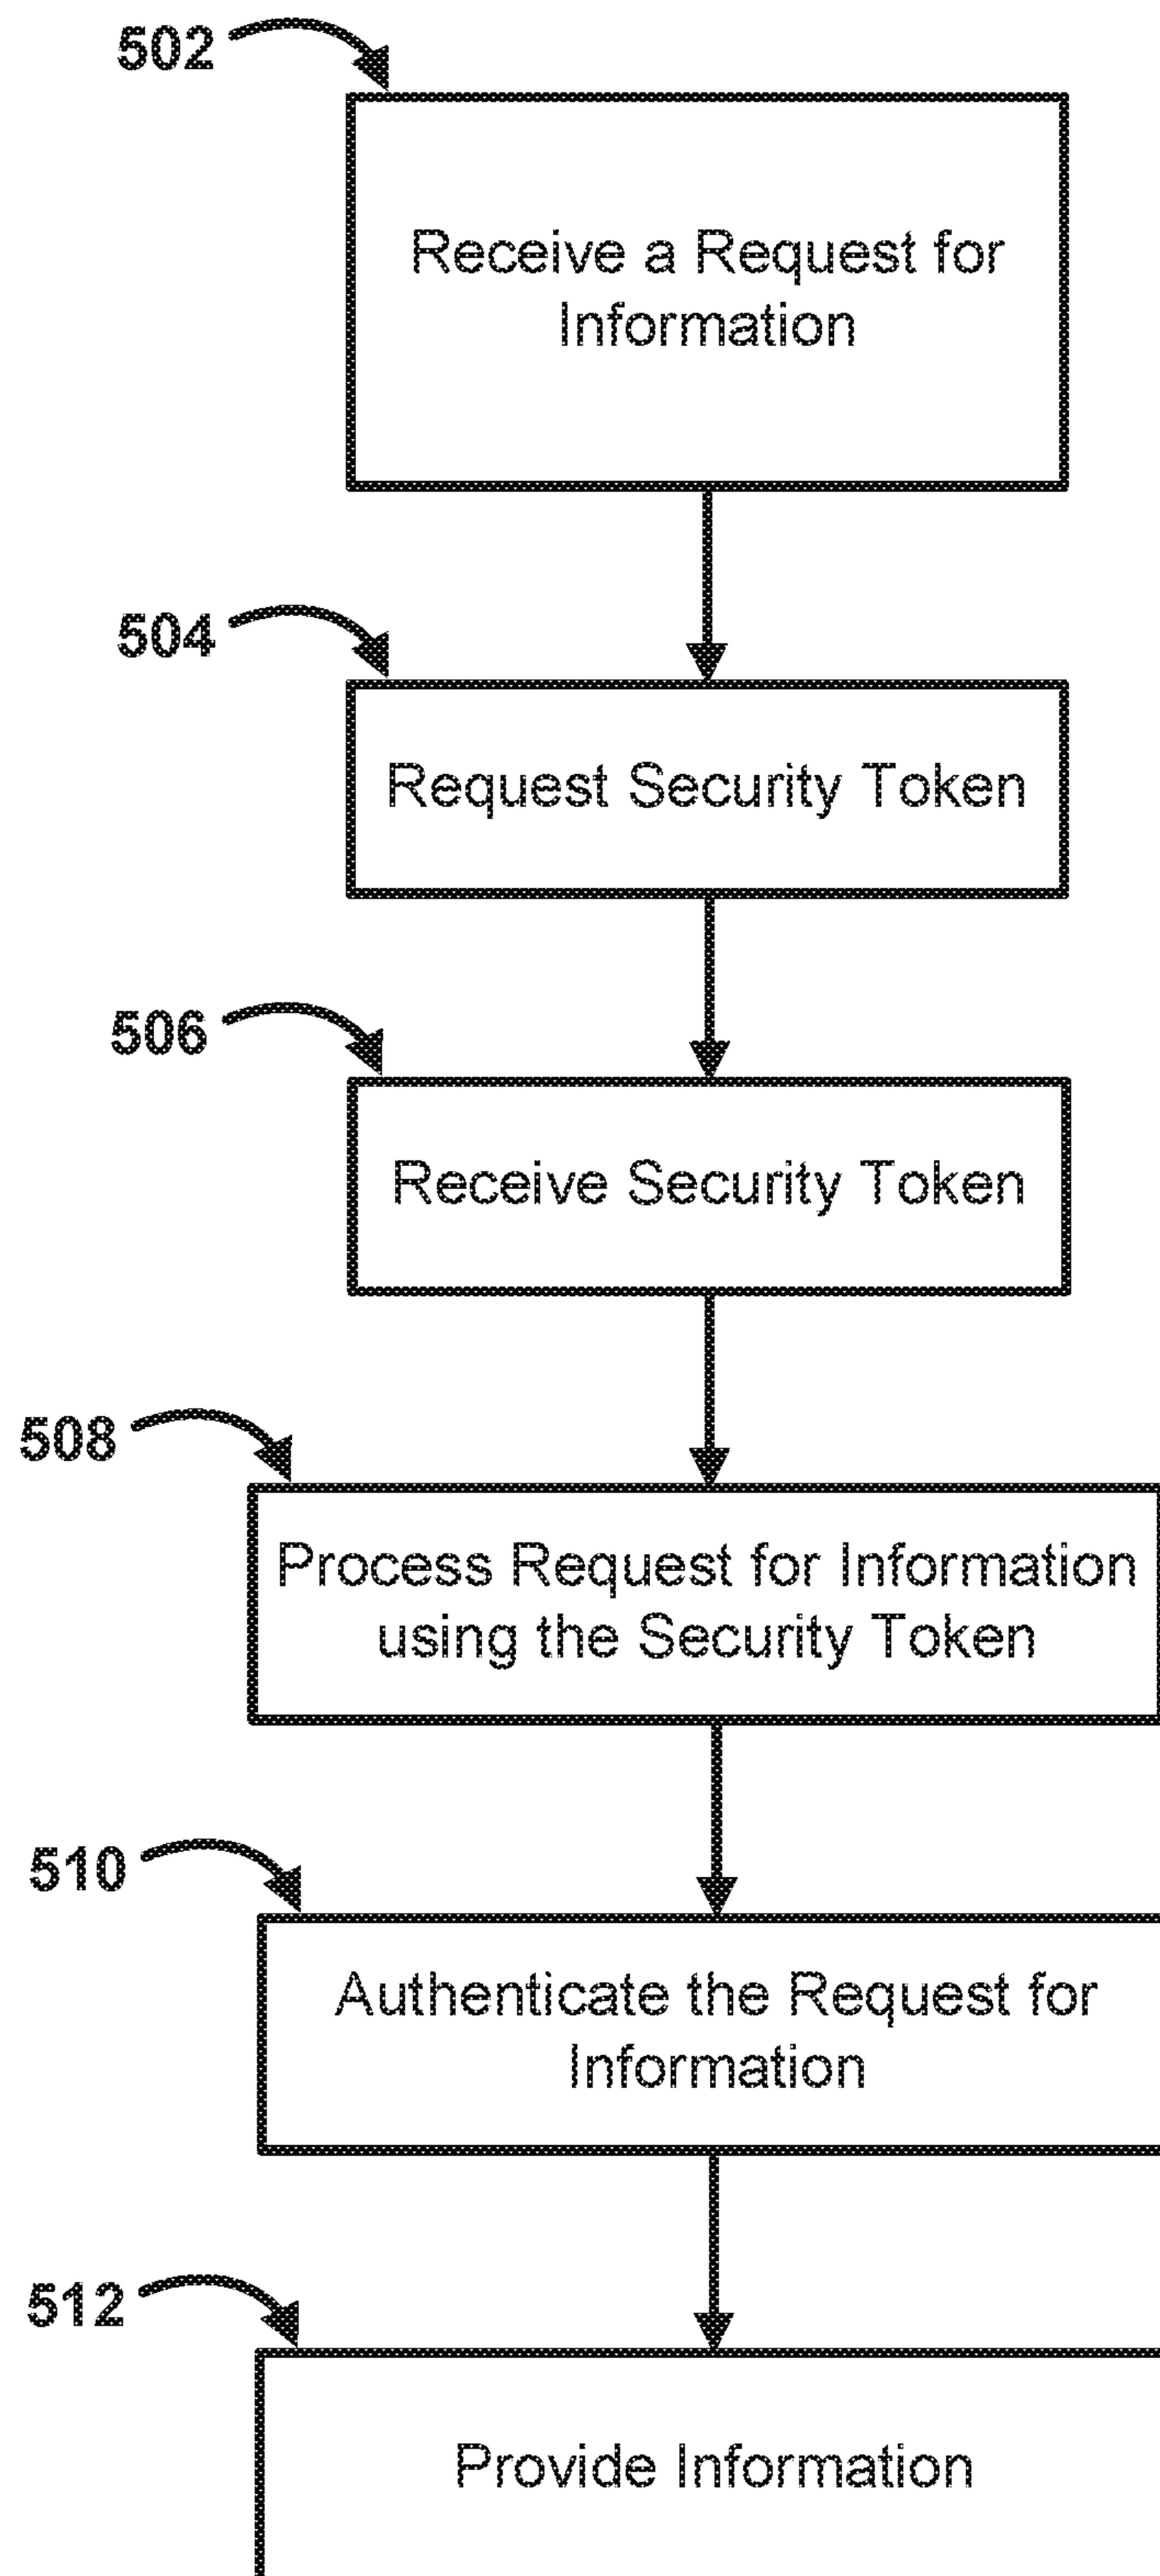 502
Receive a Request for
Information
504
Request Security Token
506
Receive Security Token
508
Process Request for Information
using the Security Token
510
Authenticate the Request for
Information
512
Provide Information